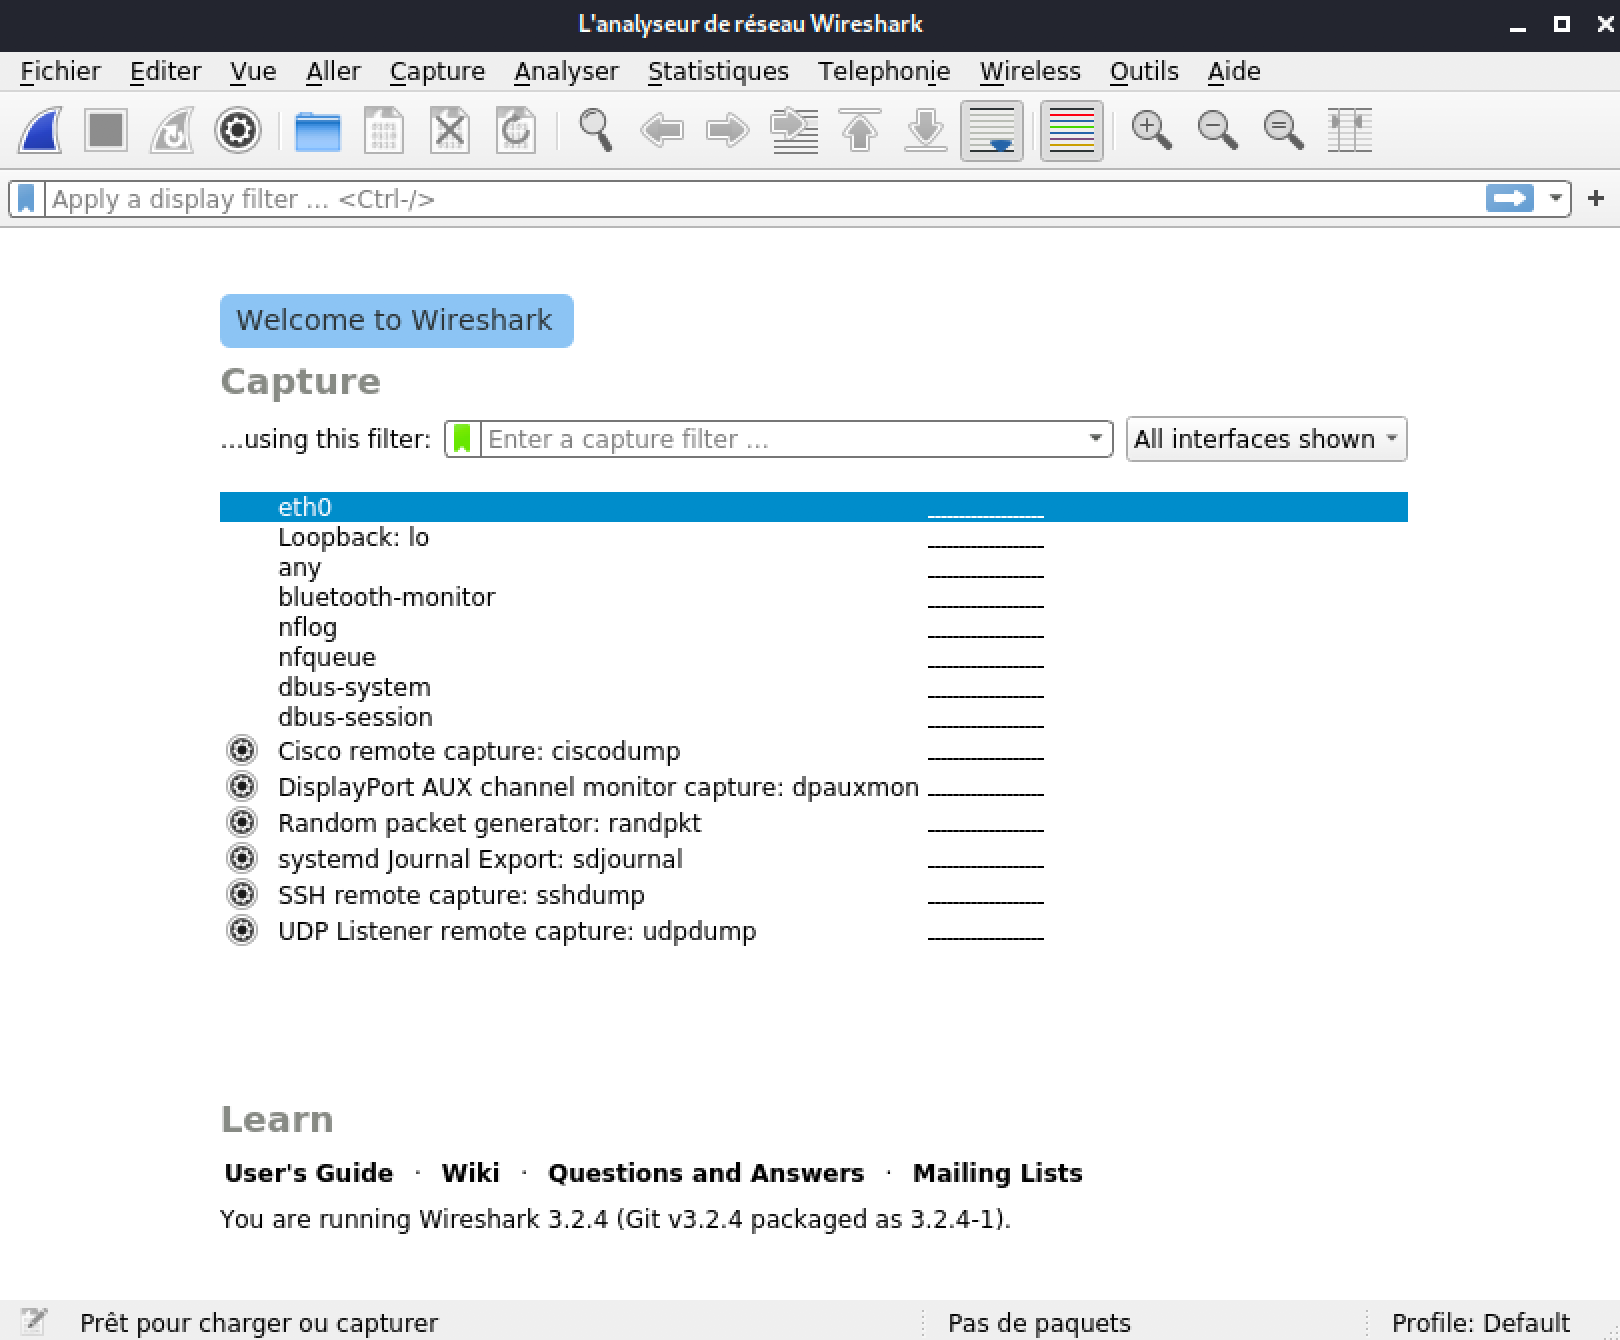 L'analyseur de réseau Wireshark
Fichier Editer Vue Aller Capture Analyser Statistiques Telephonie Wireless Outils Aide
Apply a display filter ... <Ctrl-/>
Welcome to Wireshark
Capture
...using this filter: Enter a capture filter ... All interfaces shown
eth0
Loopback: lo
any
bluetooth-monitor
nflog
nfqueue
dbus-system
dbus-session
Cisco remote capture: ciscodump
DisplayPort AUX channel monitor capture: dpauxmon
Random packet generator: randpkt
systemd Journal Export: sdjournal
SSH remote capture: sshdump
UDP Listener remote capture: udpdump
Learn
User's Guide · Wiki · Questions and Answers · Mailing Lists
You are running Wireshark 3.2.4 (Git v3.2.4 packaged as 3.2.4-1).
Prêt pour charger ou capturer Pas de paquets Profile: Default